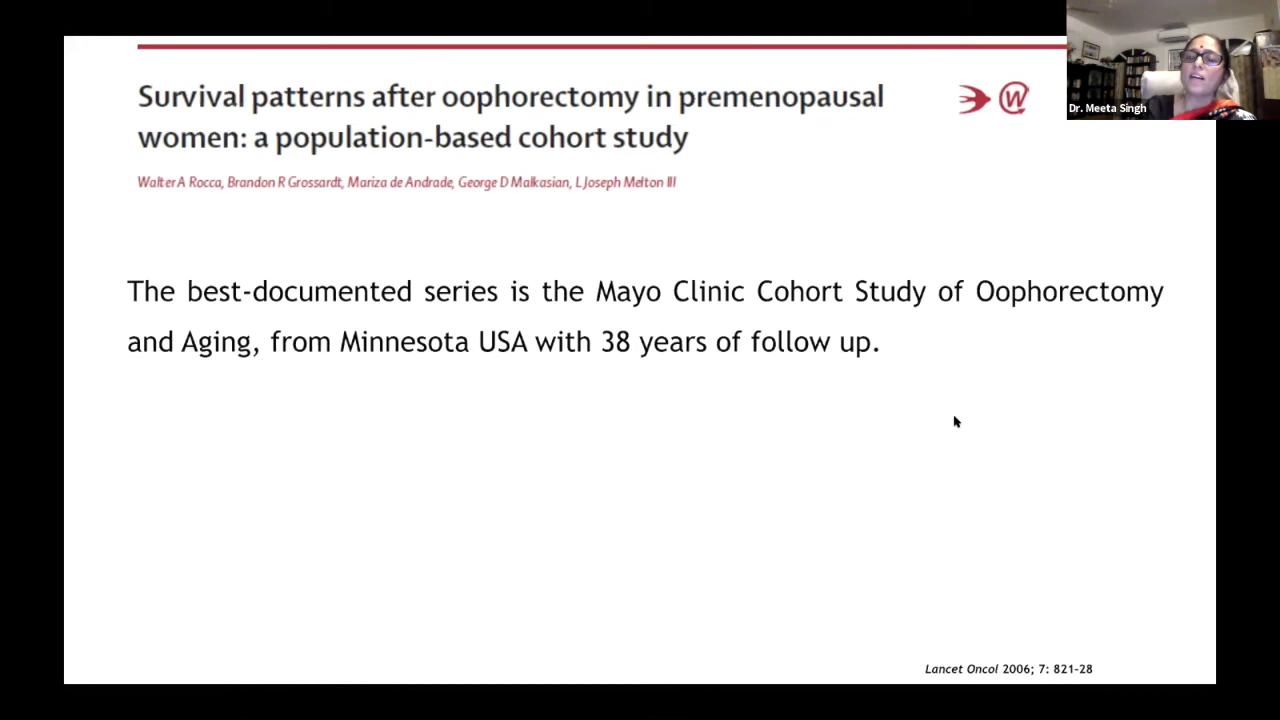 Survival patterns after oophorectomy in premenopausal
women: a population-based cohort study
Walter A Rocca, Brandon R Grossardt, Mariza de Andrade, George D Malkasian, L Joseph Melton III
The best-documented series is the Mayo Clinic Cohort Study of Oophorectomy
and Aging, from Minnesota USA with 38 years of follow up.
Lancet Oncol 2006; 7: 821-28
Dr. Meeta Singh
W